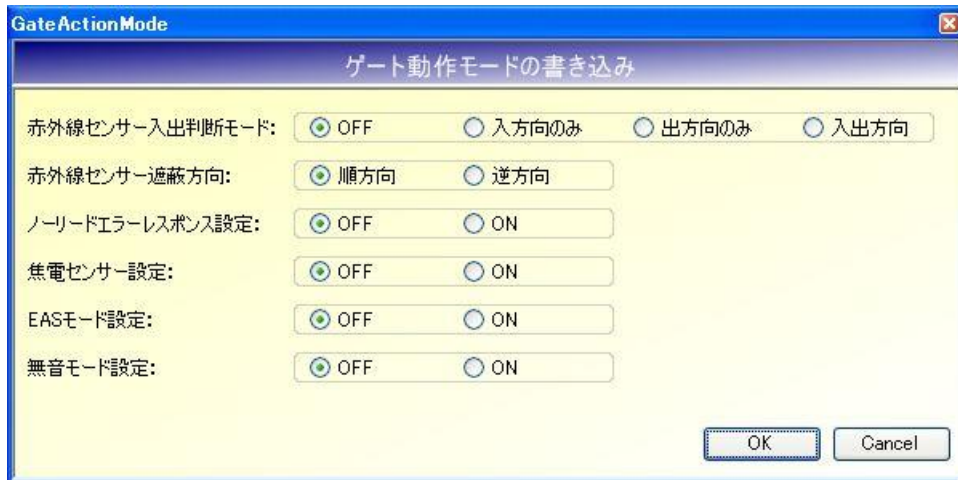 GateActionMode
ゲート動作モードの書き込み
赤外線センサー入出判断モード: OFF 入方向のみ 出方向のみ 入出方向
赤外線センサー遮蔽方向: 順方向 逆方向
ノーリードエラーレスポンス設定: OFF ON
焦電センサー設定: OFF ON
EASモード設定: OFF ON
無音モード設定: OFF ON
OK Cancel